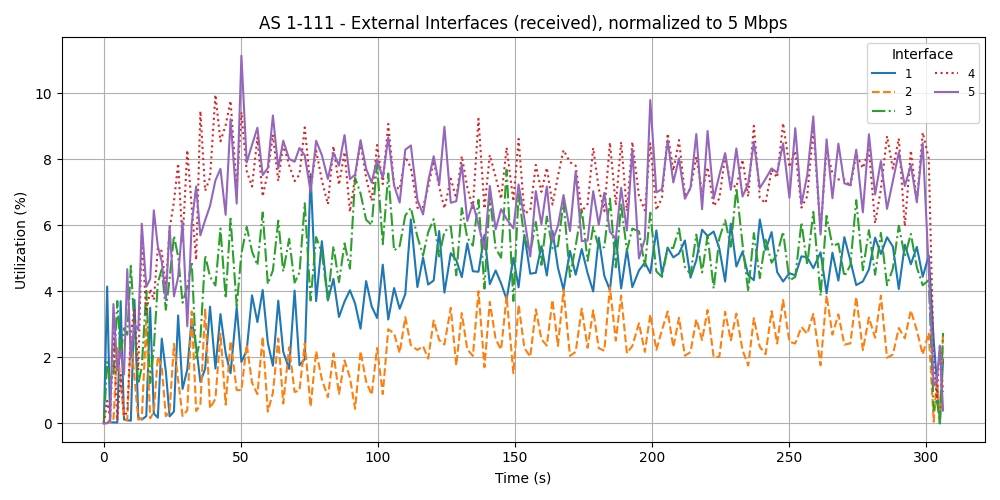 AS 1-111 - External Interfaces (received), normalized to 5 Mbps
Interface
1
2
3
4
5
Utilization (%)
10
8
6
4
2
0
0 50 100 150 200 250 300
Time (s)